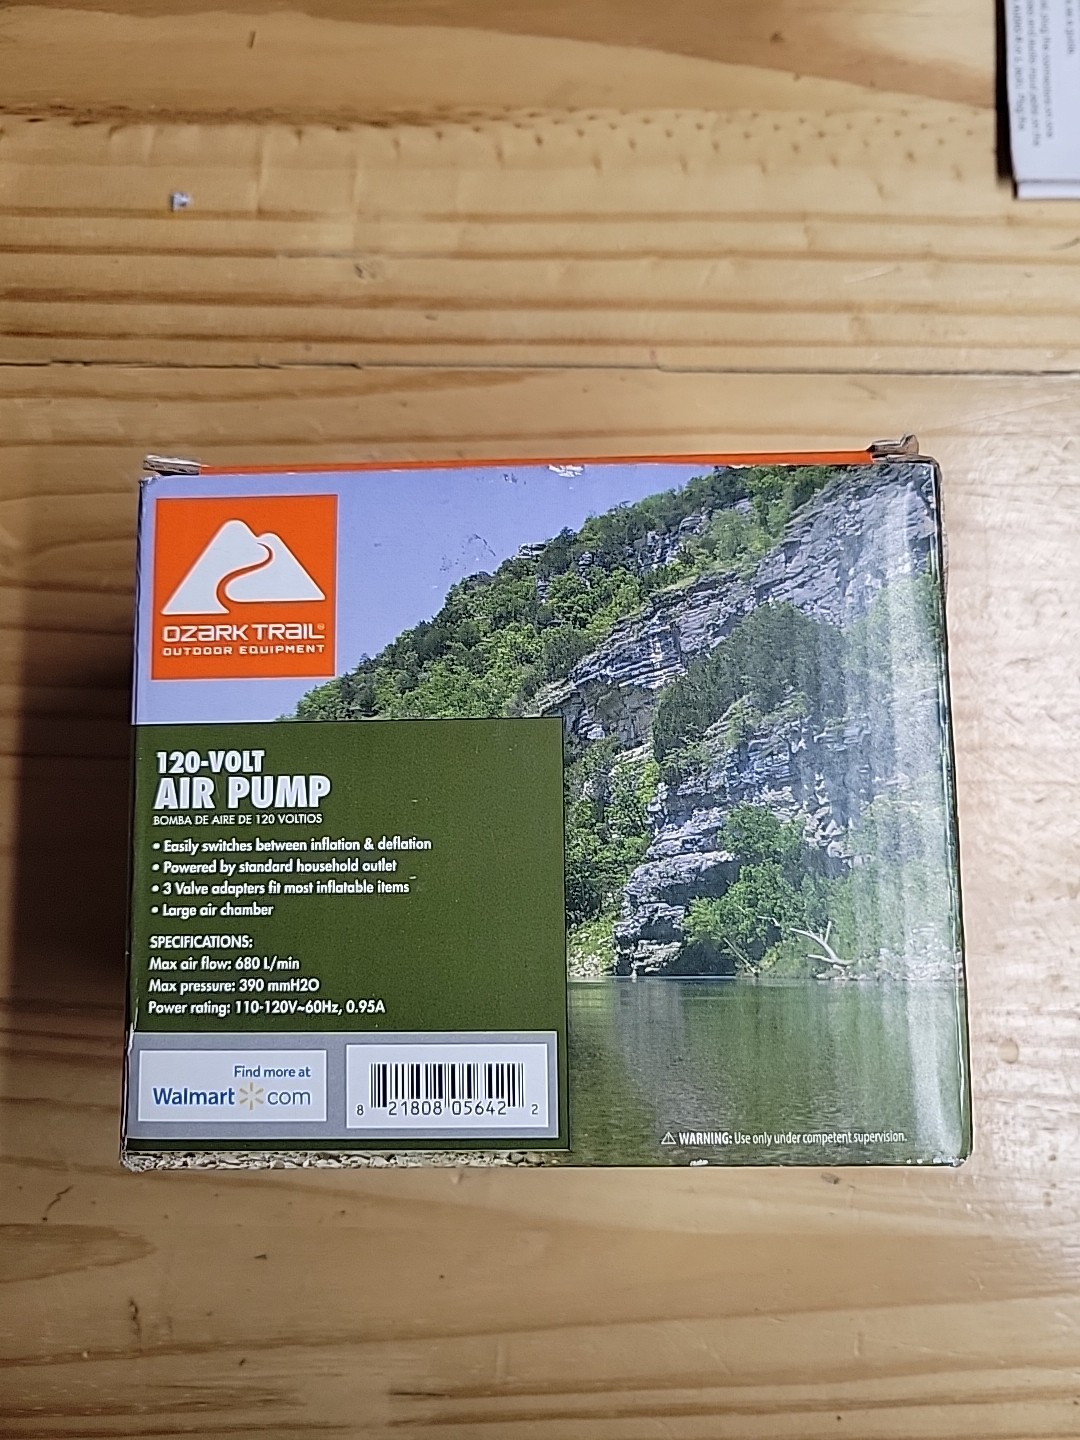 OZARK TRAIL®
OUTDOOR EQUIPMENT
120-VOLT
AIR PUMP
BOMBA DE AIRE DE 120 VOLTIOS
• Easily switches between inflation & deflation
• Powered by standard household outlet
• 3 Valve adapters fit most inflatable items
• Large air chamber
SPECIFICATIONS:
Max air flow: 680 L/min
Max pressure: 390 mmH2O
Power rating: 110-120V~60Hz, 0.95A
Find more at
Walmart.com
8 21808 05642 2
⚠ WARNING: Use only under competent supervision.